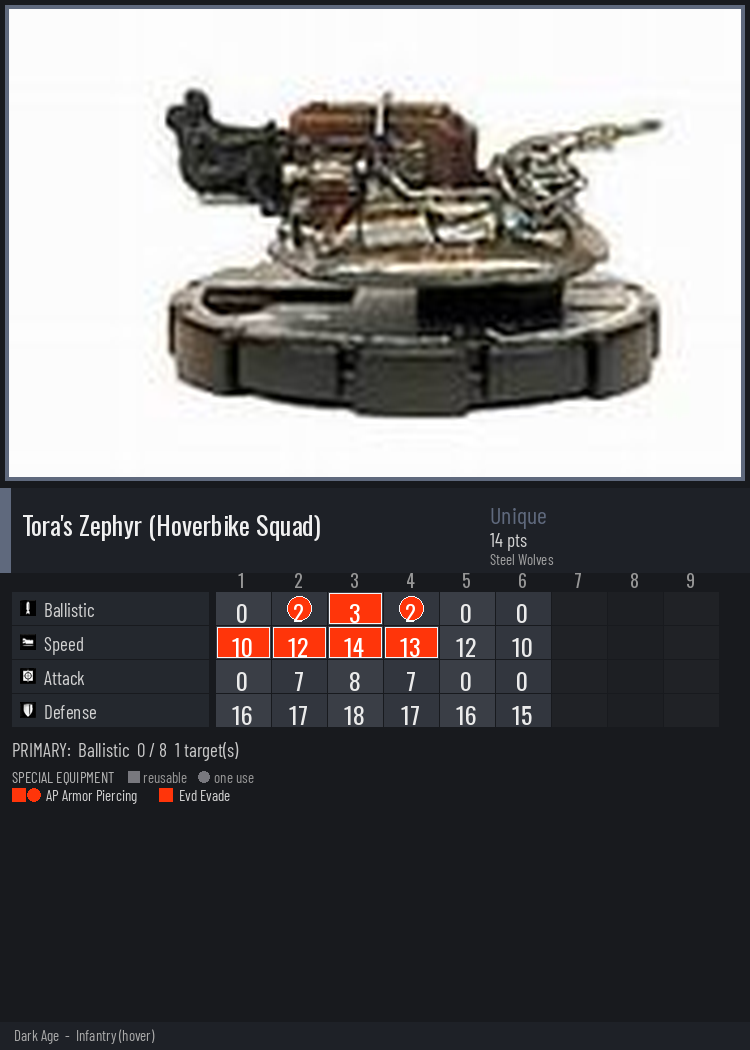 Tora's Zephyr (Hoverbike Squad)
Unique
14 pts
Steel Wolves
1 2 3 4 5 6 7 8 9
Ballistic 0 2 3 2 0 0
Speed 10 12 14 13 12 10
Attack 0 7 8 7 0 0
Defense 16 17 18 17 16 15
PRIMARY: Ballistic 0 / 8 1 target(s)
SPECIAL EQUIPMENT reusable one use
AP Armor Piercing Evd Evade
Dark Age - Infantry (hover)